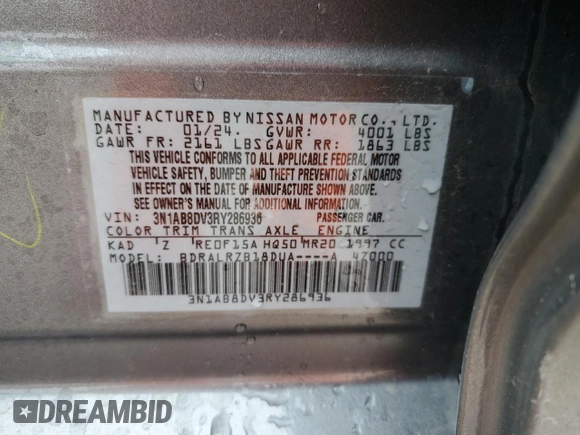 MANUFACTURED BY NISSAN MOTOR CO., LTD.
DATE: 01/24. GVWR: 4001 LBS
GAWR FR: 2161 LBS GAWR RR: 1863 LBS
THIS VEHICLE CONFORMS TO ALL APPLICABLE FEDERAL MOTOR
VEHICLE SAFETY, BUMPER AND THEFT PREVENTION STANDARDS
IN EFFECT ON THE DATE OF MANUFACTURE SHOWN ABOVE.
SEE OWNER'S MANUAL FOR ADDITIONAL INFORMATION.
VIN: 3N1AB8DV3RY286936 PASSENGER CAR.
COLOR TRIM TRANS AXLE ENGINE
KAD Z RE0F15A HQ50 MR20 1997 CC
MODEL: BDRALRZB18DUA----A 47000
3N1AB8DV3RY286936
DREAMBID